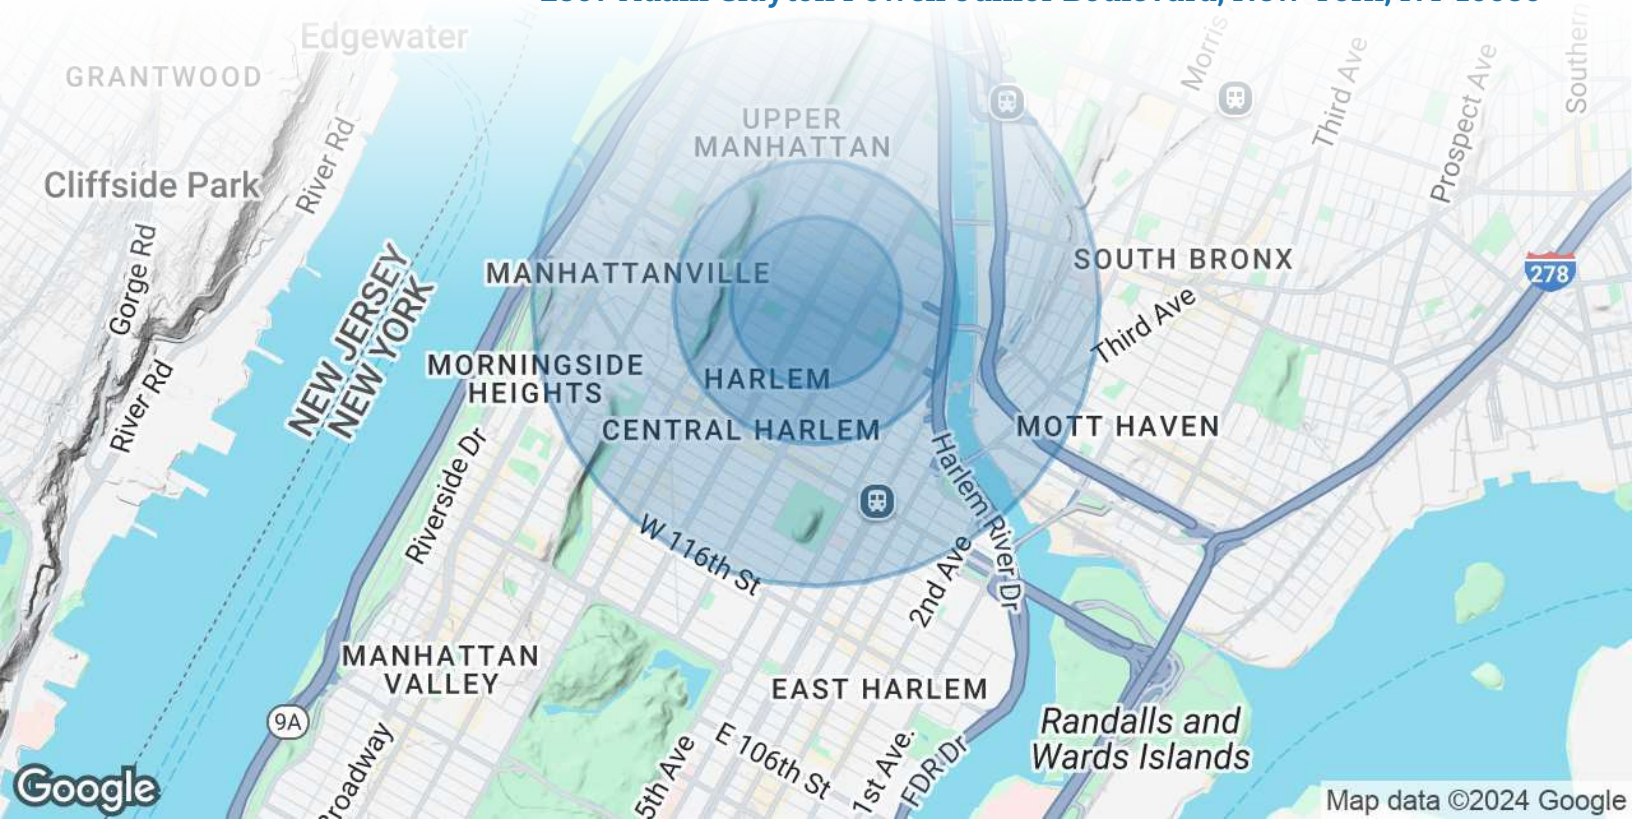 Edgewater
GRANTWOOD
Morris
Third Ave
Prospect Ave
Southern
UPPER
MANHATTAN
River Rd
Cliffside Park
Gorge Rd
NEW JERSEY
NEW YORK
MANHATTANVILLE
SOUTH BRONX
278
Third Ave
River Rd
MORNINGSIDE
HEIGHTS
HARLEM
CENTRAL HARLEM
MOTT HAVEN
Riverside Dr
Harlem River Dr
W 116th St
2nd Ave
MANHATTAN
VALLEY
EAST HARLEM
9A
Randalls and
Wards Islands
Broadway
5th Ave
E 106th St
1st Ave.
FDR Dr
Google
Map data ©2024 Google